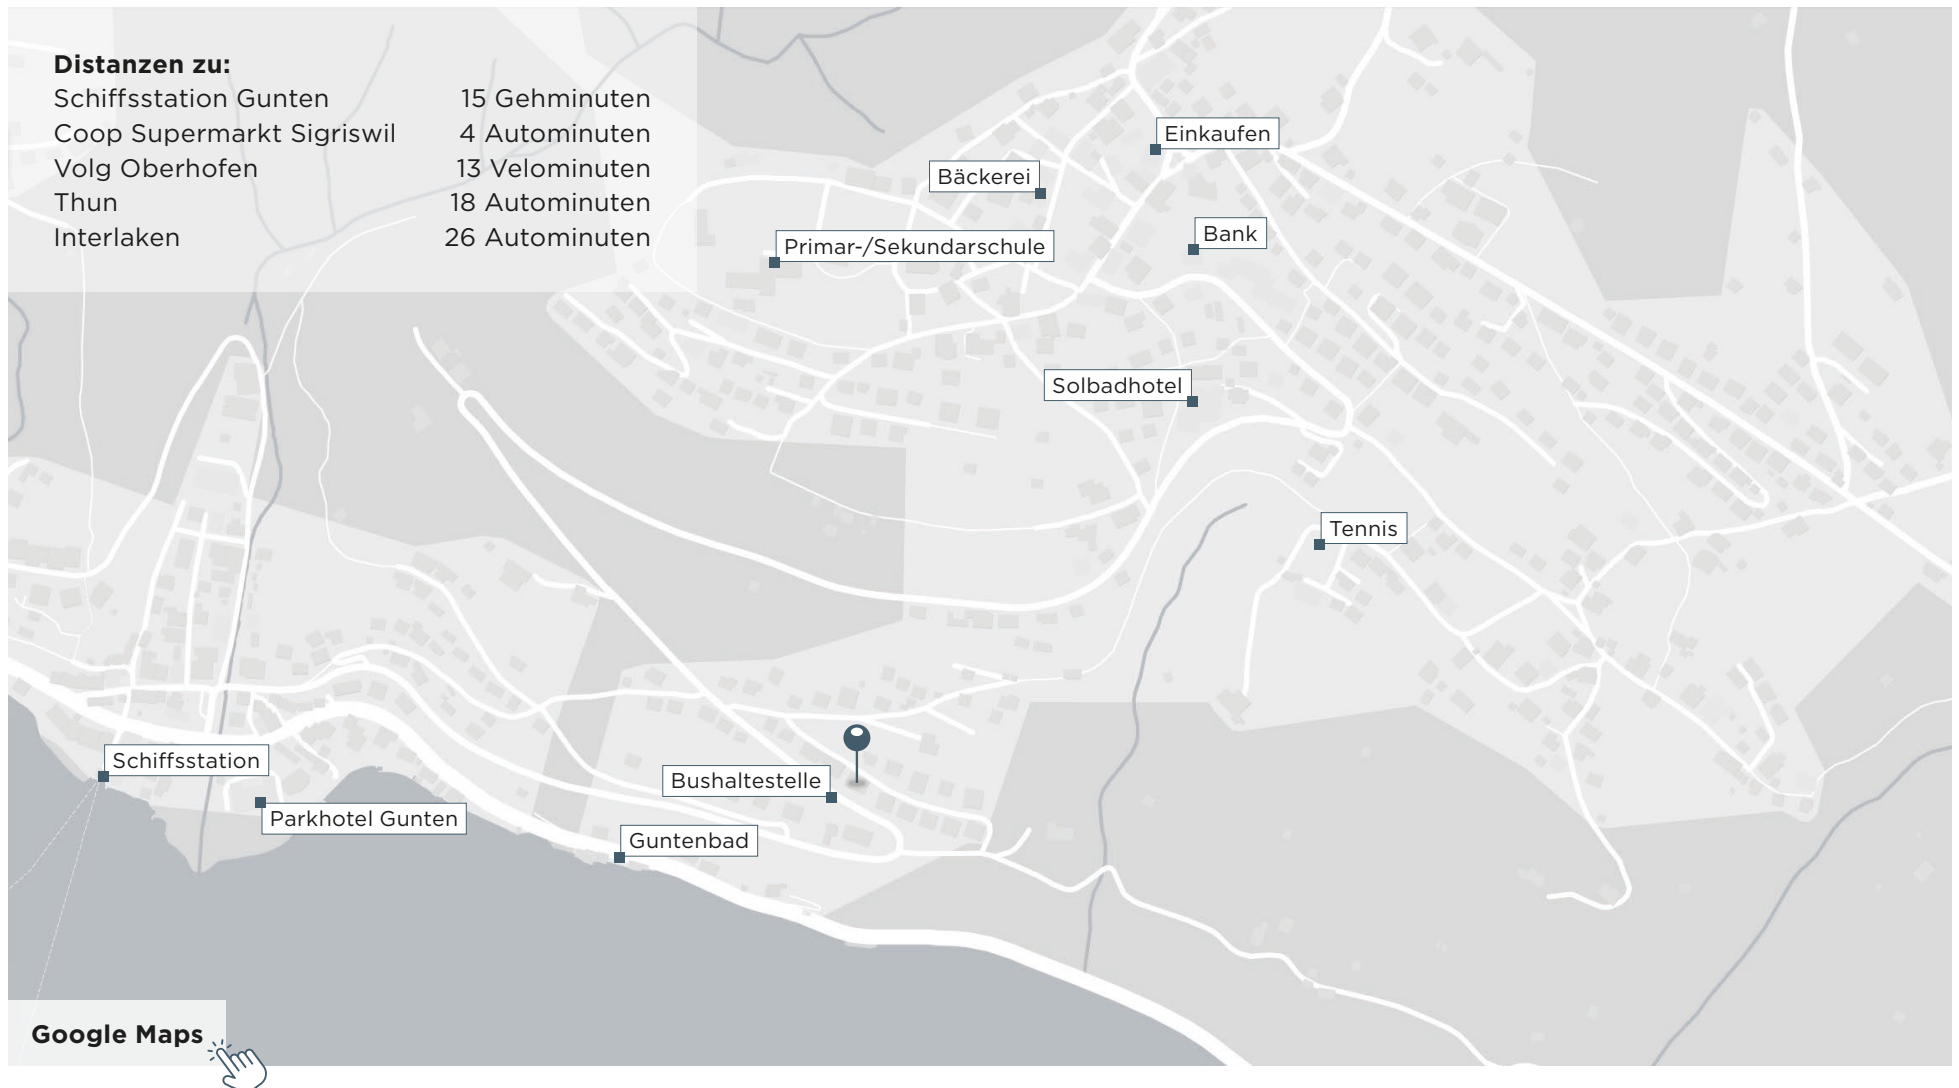 Distanzen zu:
Schiffsstation Gunten 15 Gehminuten
Coop Supermarkt Sigriswil 4 Autominuten
Volg Oberhofen 13 Velominuten
Thun 18 Autominuten
Interlaken 26 Autominuten
Einkaufen
Bäckerei
Bank
Primar-/Sekundarschule
Solbadhotel
Tennis
Schiffsstation
Bushaltestelle
Parkhotel Gunten
Guntenbad
Google Maps